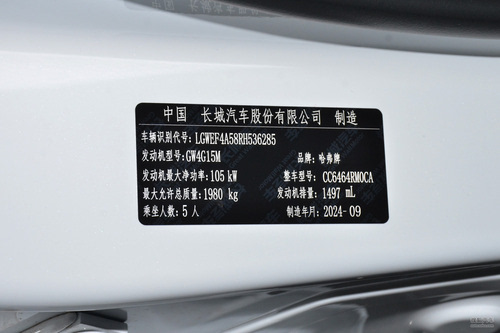 中国 长城汽车股份有限公司 制造
车辆识别代号: LGWEF4A58RH536285
发动机型号: GW4G15M 品牌: 哈弗牌
发动机最大净功率: 105 kW 整车型号: CC6464RM0CA
最大允许总质量: 1980 kg 发动机排量: 1497 mL
乘坐人数: 5 人 制造年月: 2024-09